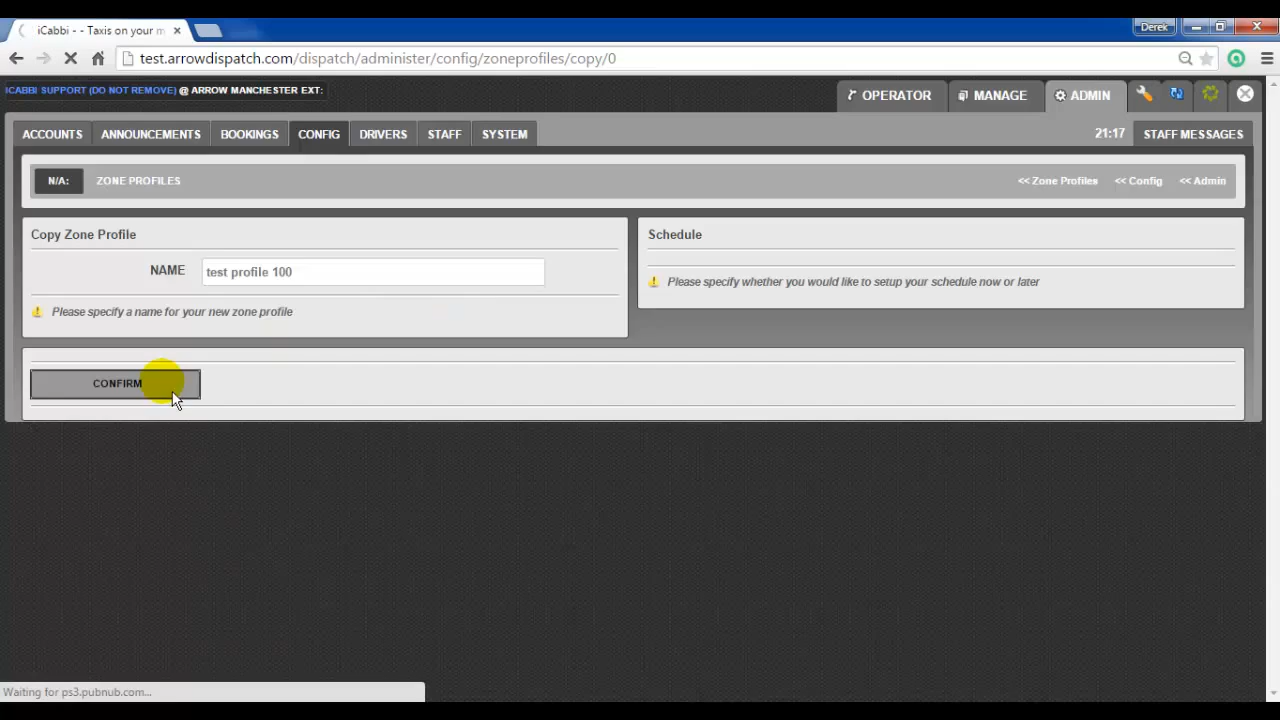 iCabbi - - Taxis on your m
Derek
test.arrowdispatch.com/dispatch/administer/config/zoneprofiles/copy/0
ICABBI SUPPORT (DO NOT REMOVE) @ ARROW MANCHESTER EXT:
OPERATOR
MANAGE
ADMIN
ACCOUNTS
ANNOUNCEMENTS
BOOKINGS
CONFIG
DRIVERS
STAFF
SYSTEM
21:17
STAFF MESSAGES
N/A:
ZONE PROFILES
<< Zone Profiles
<< Config
<< Admin
Copy Zone Profile
NAME
test profile 100
Please specify a name for your new zone profile
Schedule
Please specify whether you would like to setup your schedule now or later
CONFIRM
Waiting for ps3.pubnub.com...